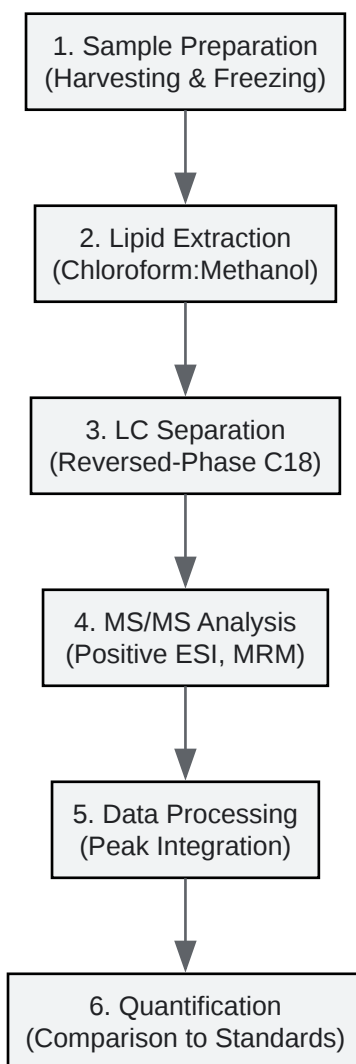 1. Sample Preparation
(Harvesting & Freezing)
2. Lipid Extraction
(Chloroform:Methanol)
3. LC Separation
(Reversed-Phase C18)
4. MS/MS Analysis
(Positive ESI, MRM)
5. Data Processing
(Peak Integration)
6. Quantification
(Comparison to Standards)